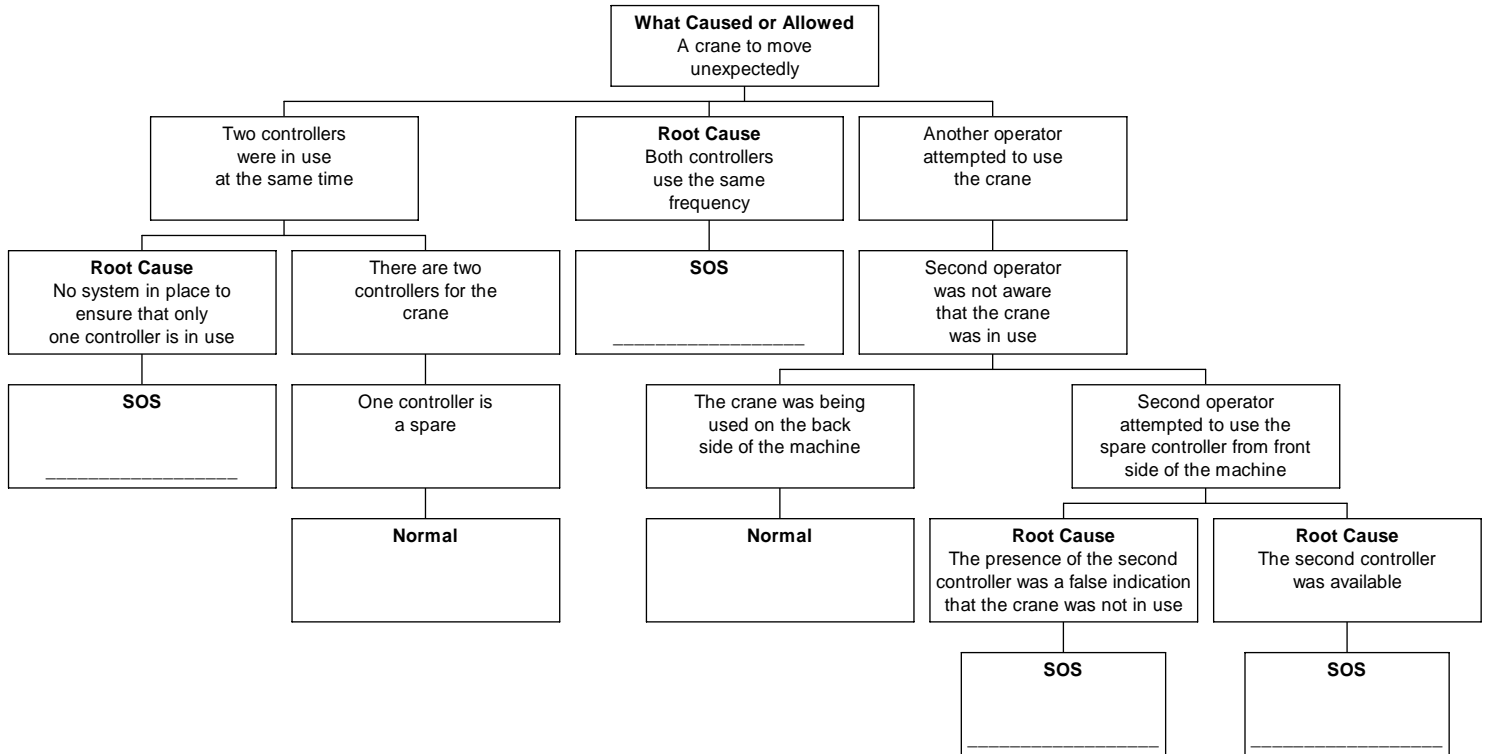 What Caused or Allowed
A crane to move
unexpectedly
Two controllers
were in use
at the same time
Root Cause
Both controllers
use the same
frequency
Another operator
attempted to use
the crane
Root Cause
No system in place to
ensure that only
one controller is in use
There are two
controllers for the
crane
SOS
__________________
Second operator
was not aware
that the crane
was in use
SOS
__________________
One controller is
a spare
The crane was being
used on the back
side of the machine
Second operator
attempted to use the
spare controller from front
side of the machine
Normal
Normal
Root Cause
The presence of the second
controller was a false indication
that the crane was not in use
Root Cause
The second controller
was available
SOS
__________________
SOS
__________________